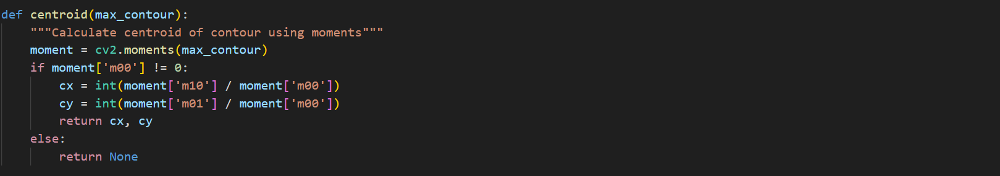 def centroid(max_contour):
    """Calculate centroid of contour using moments"""
    moment = cv2.moments(max_contour)
    if moment['m00'] != 0:
        cx = int(moment['m10'] / moment['m00'])
        cy = int(moment['m01'] / moment['m00'])
        return cx, cy
    else:
        return None